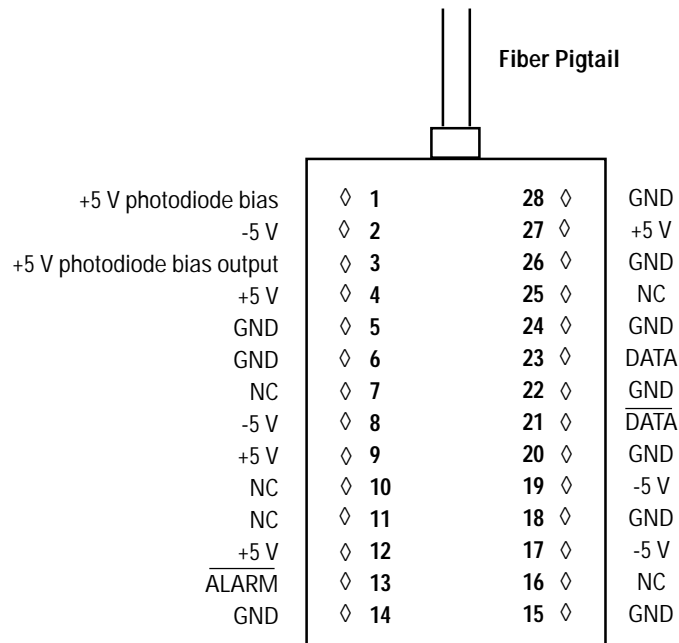 Fiber Pigtail
+5 V photodiode bias 1 28 GND
-5 V 2 27 +5 V
+5 V photodiode bias output 3 26 GND
+5 V 4 25 NC
GND 5 24 GND
GND 6 23 DATA
NC 7 22 GND
-5 V 8 21 D̅A̅T̅A̅
+5 V 9 20 GND
NC 10 19 -5 V
NC 11 18 GND
+5 V 12 17 -5 V
A̅L̅A̅R̅M̅ 13 16 NC
GND 14 15 GND